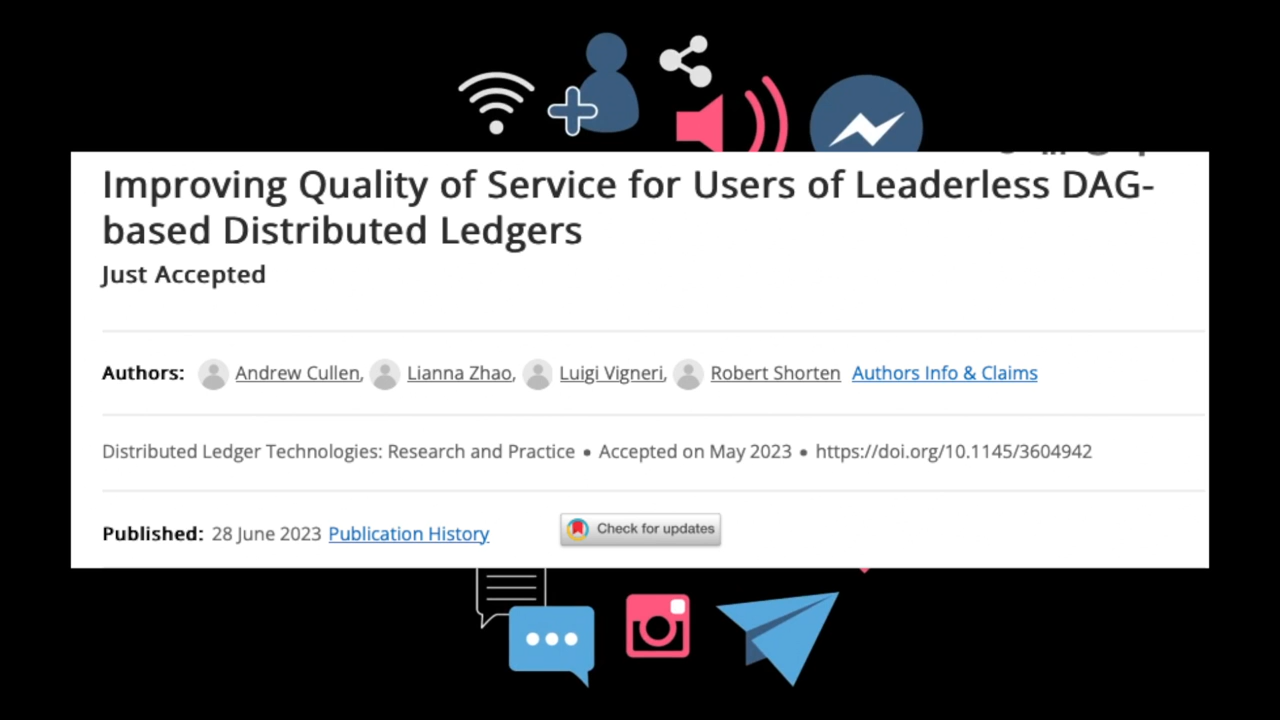 Improving Quality of Service for Users of Leaderless DAG-
based Distributed Ledgers
Just Accepted
Authors: Andrew Cullen, Lianna Zhao, Luigi Vigneri, Robert Shorten Authors Info & Claims
Distributed Ledger Technologies: Research and Practice • Accepted on May 2023 • https://doi.org/10.1145/3604942
Published: 28 June 2023 Publication History Check for updates